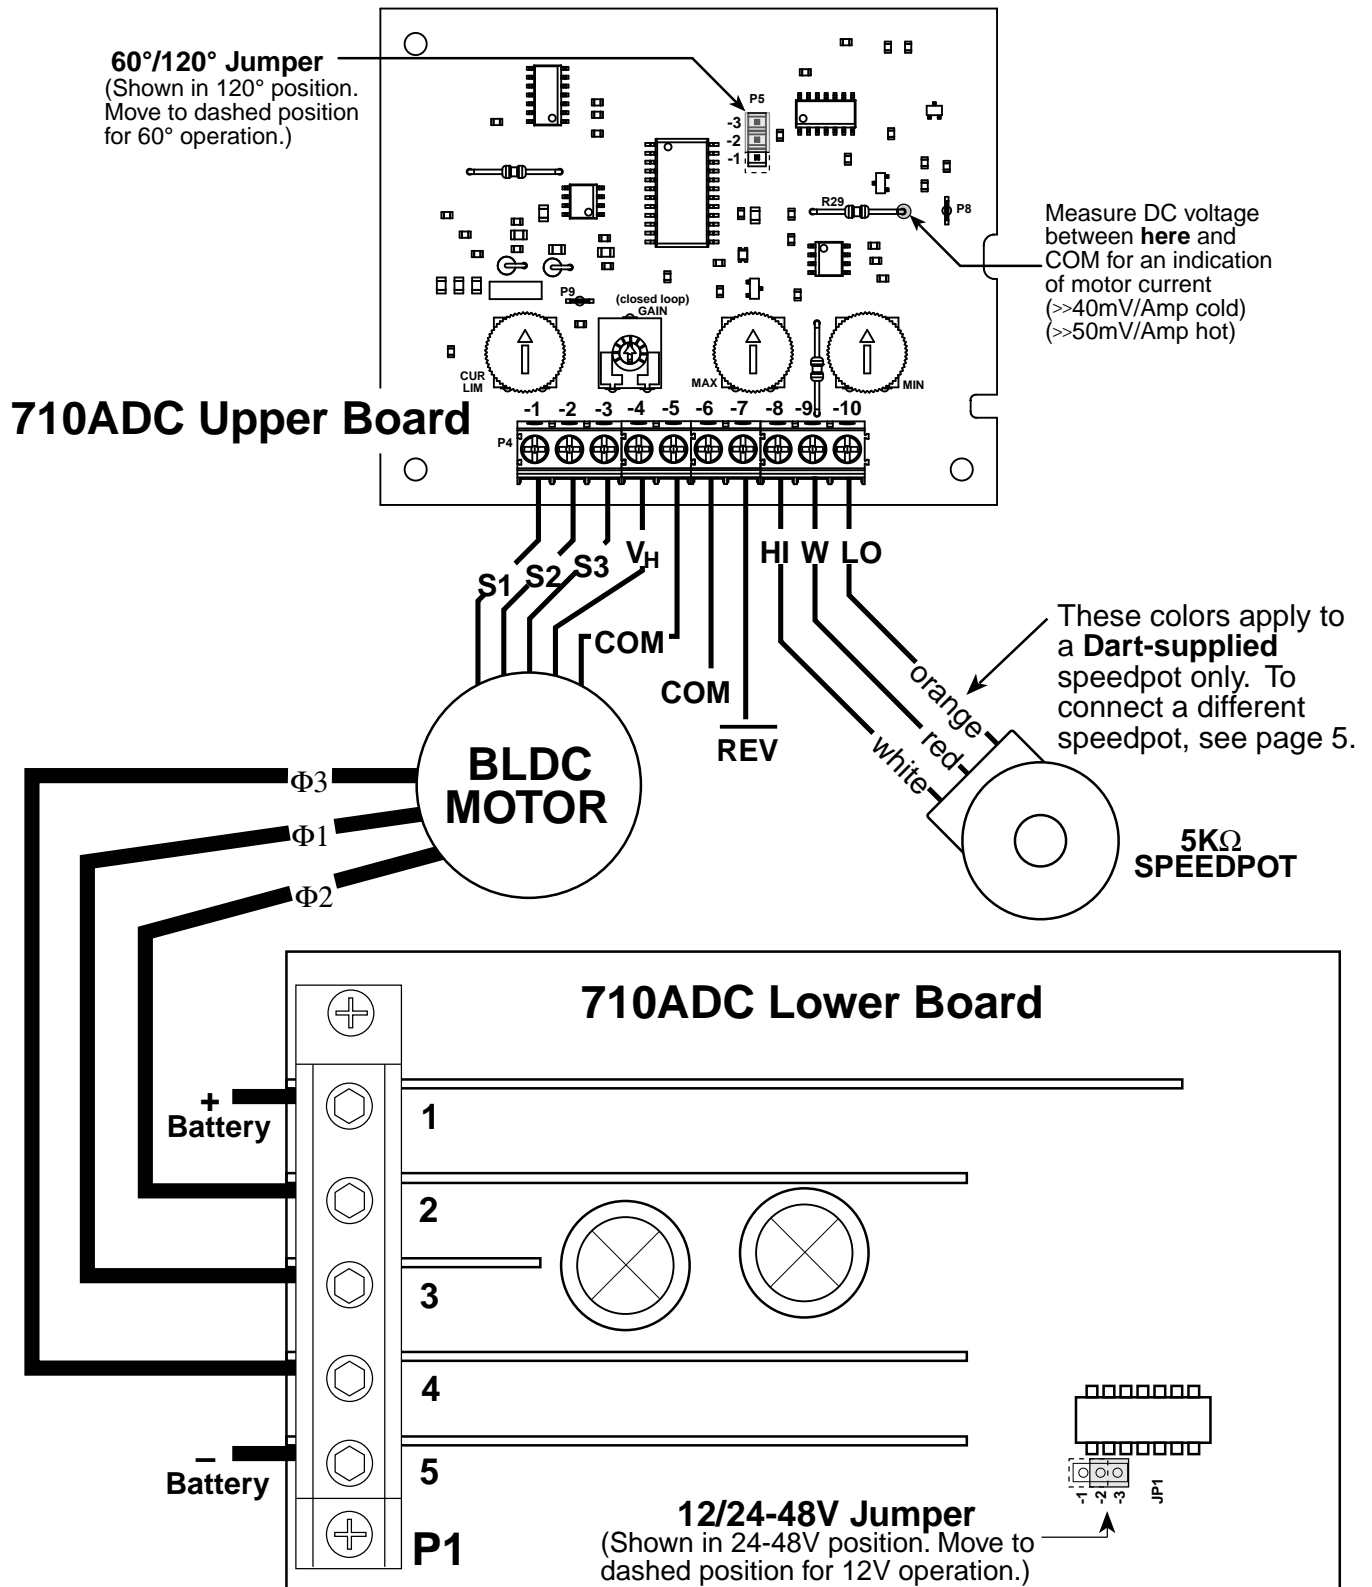 60°/120° Jumper
(Shown in 120° position.
Move to dashed position
for 60° operation.)
P5
-3
-2
-1
R29
P8
Measure DC voltage
between here and
COM for an indication
of motor current
(>>40mV/Amp cold)
(>>50mV/Amp hot)
P9
(closed loop)
GAIN
CUR
LIM
MAX
MIN
710ADC Upper Board
-1 -2 -3 -4 -5 -6 -7 -8 -9 -10
P4
S1 S2 S3 VH HI W LO
COM
COM
REV
These colors apply to
a Dart-supplied
speedpot only. To
connect a different
speedpot, see page 5.
orange
red
white
BLDC
MOTOR
Φ3
Φ1
Φ2
5KΩ
SPEEDPOT
710ADC Lower Board
+
Battery
1
2
3
4
–
Battery
5
P1
-1
-2
-3
JP1
12/24-48V Jumper
(Shown in 24-48V position. Move to
dashed position for 12V operation.)